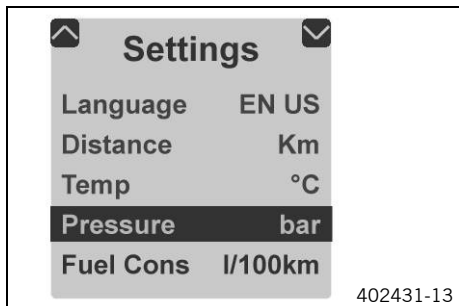 Settings
Language EN US
Distance Km
Temp °C
Pressure bar
Fuel Cons l/100km
402431-13